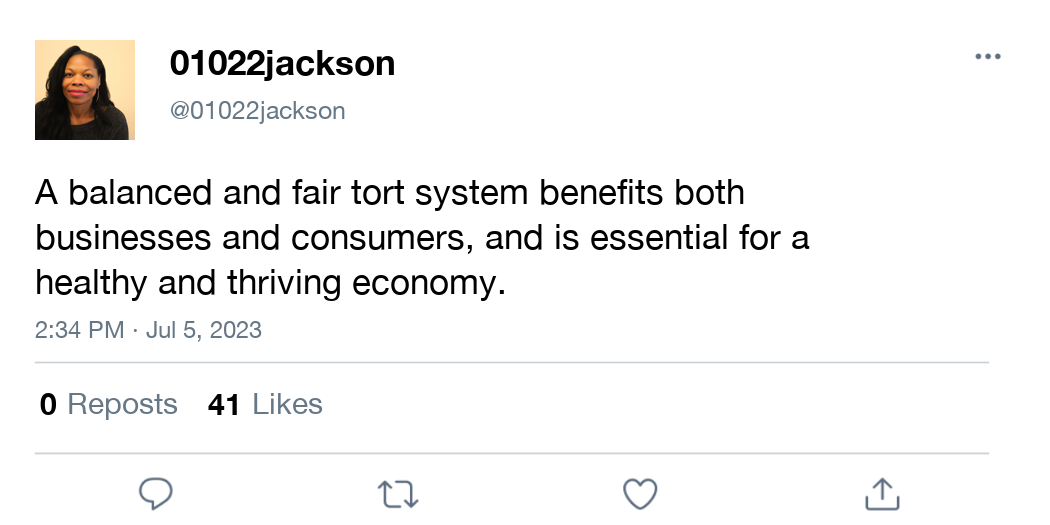 01022jackson
@01022jackson
A balanced and fair tort system benefits both
businesses and consumers, and is essential for a
healthy and thriving economy.
2:34 PM · Jul 5, 2023
0 Reposts 41 Likes